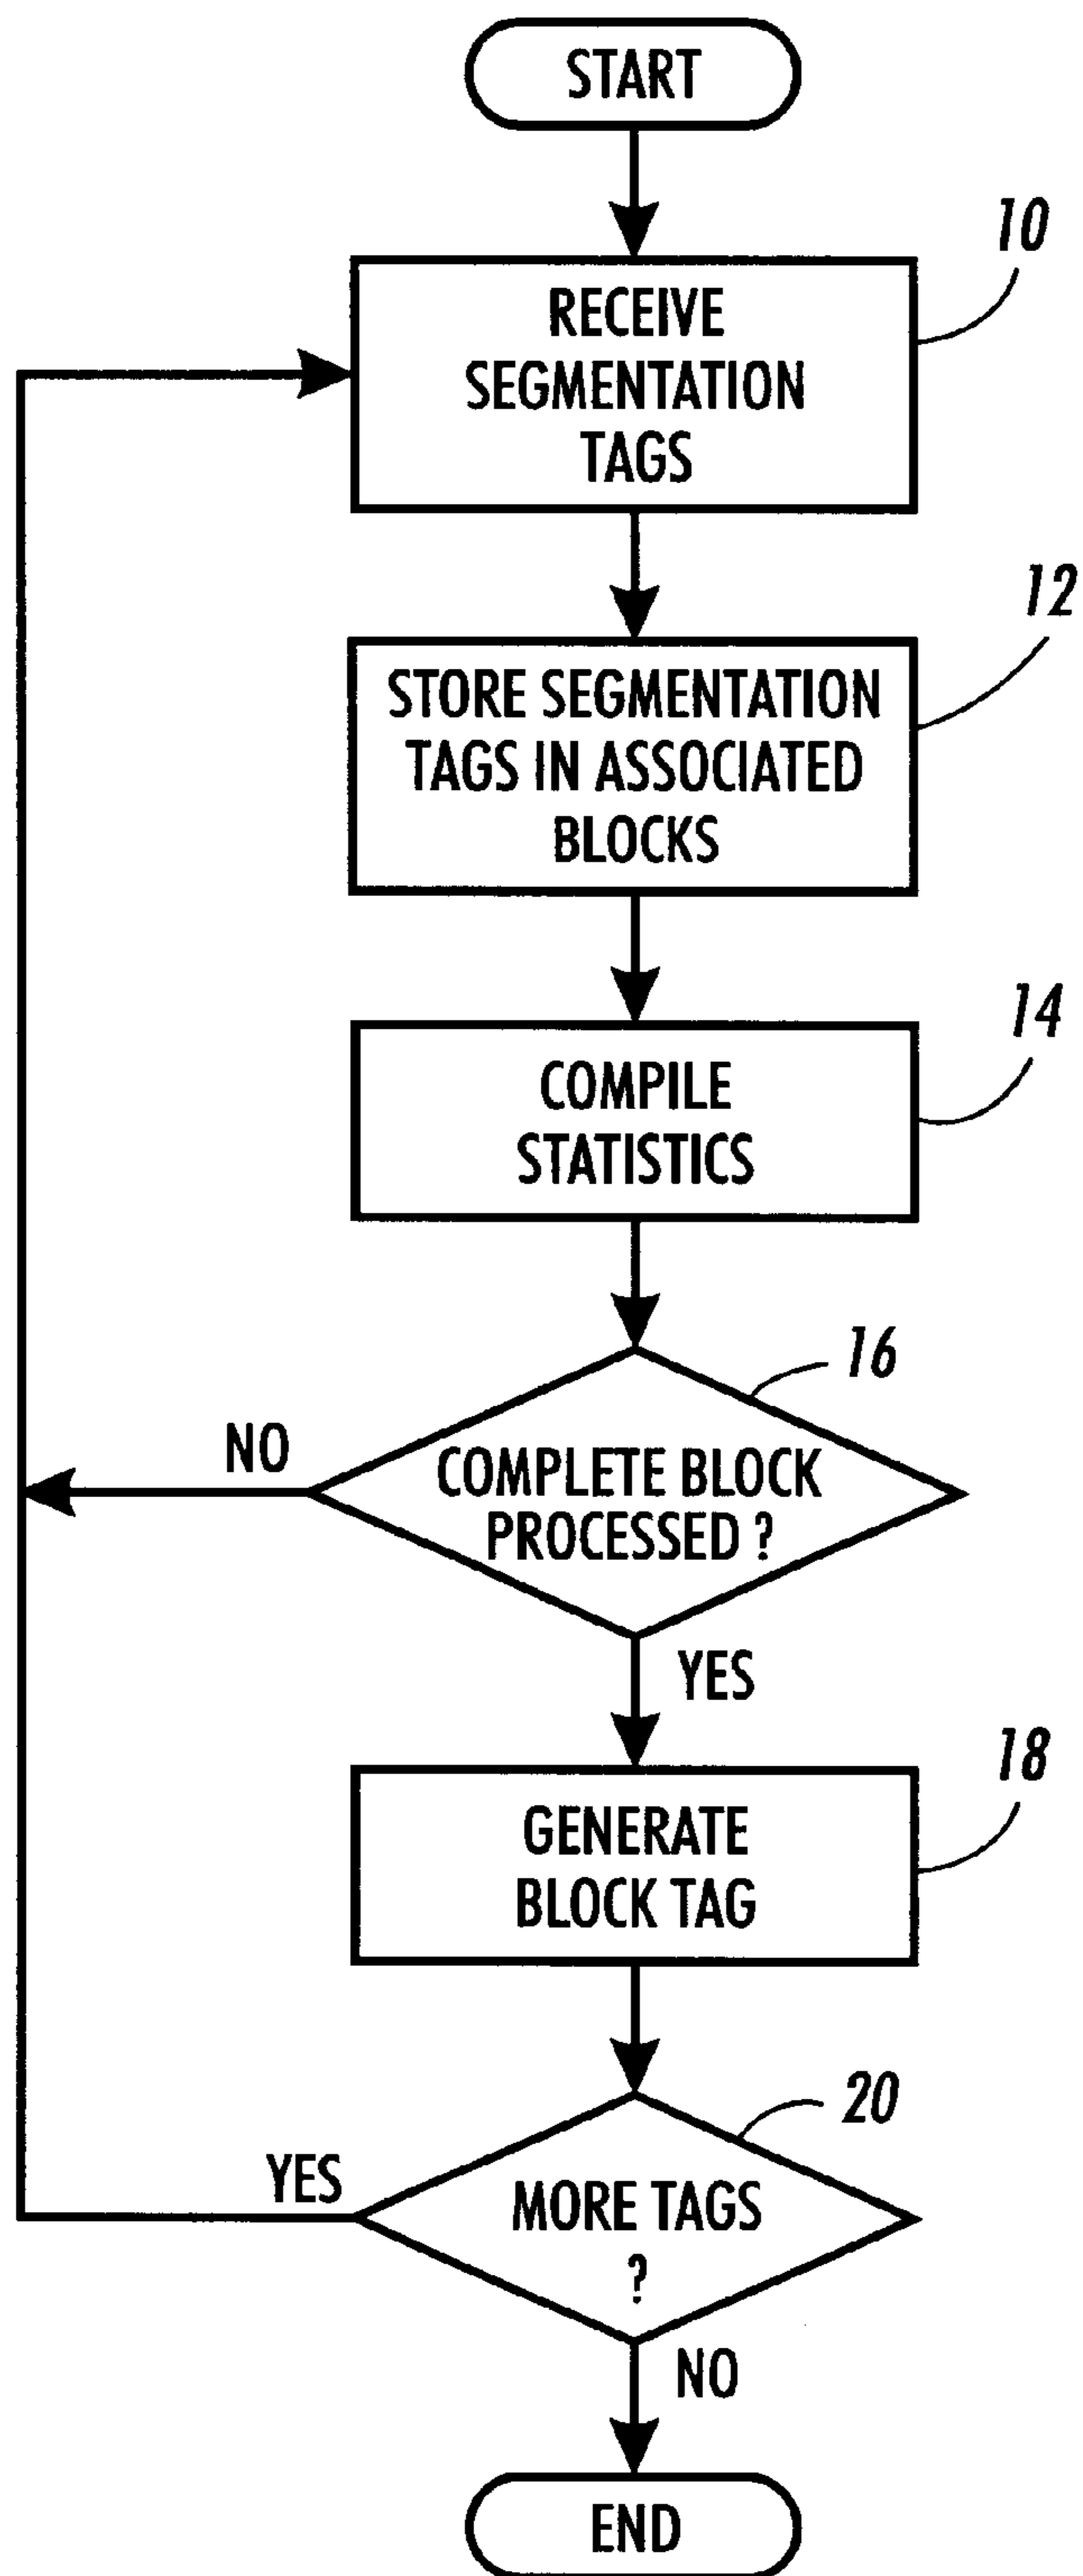 START
10
RECEIVE
SEGMENTATION
TAGS
12
STORE SEGMENTATION
TAGS IN ASSOCIATED
BLOCKS
14
COMPILE
STATISTICS
16
NO
COMPLETE BLOCK
PROCESSED ?
YES
18
GENERATE
BLOCK TAG
20
YES
MORE TAGS
?
NO
END